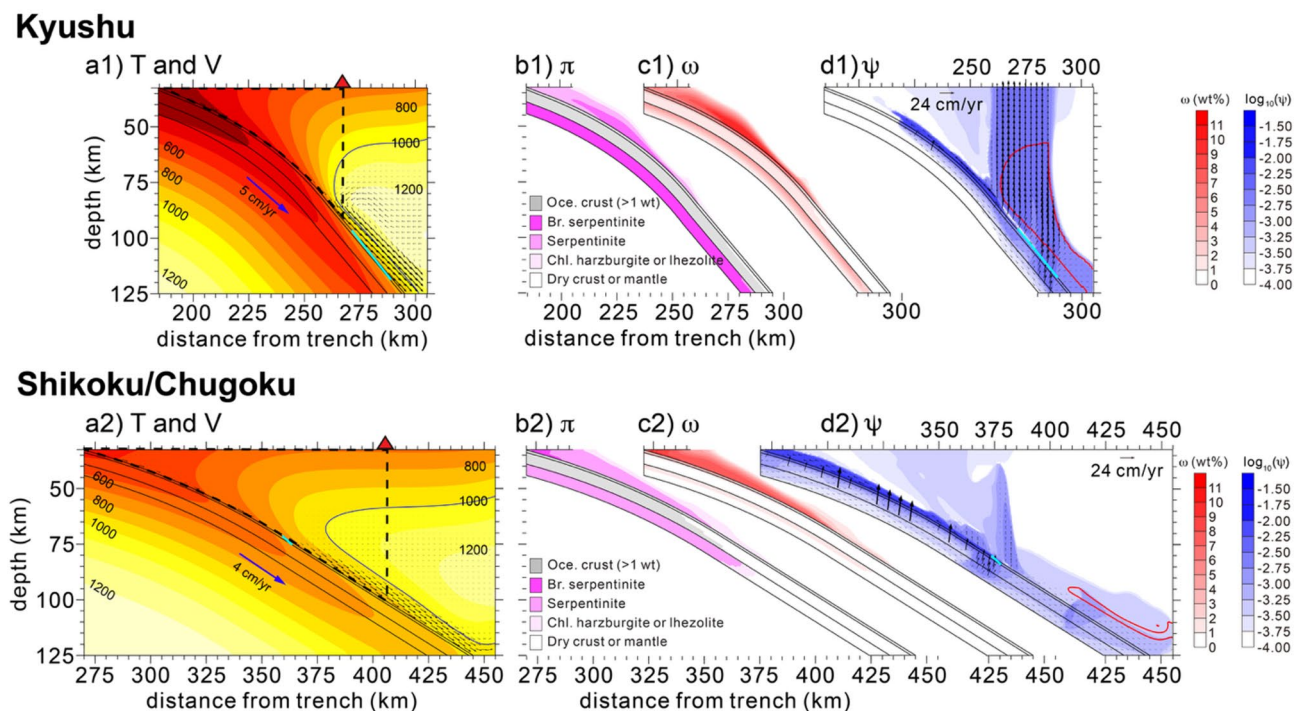 Kyushu
a1) T and V
b1) π
c1) ω
d1) ψ
250 275 300
24 cm/yr
ω (wt%)
log10(ψ)
800
1000
1200
600
800
1000
1200
5 cm/yr
50
75
100
125
depth (km)
200 225 250 275 300
distance from trench (km)
Oce. crust (>1 wt)
Br. serpentinite
Serpentinite
Chl. harzburgite or lhezolite
Dry crust or mantle
200 225 250 275 300
distance from trench (km)
300
300
11
10
9
8
7
6
5
4
3
2
1
0
-1.50
-2.00
-2.25
-2.50
-2.75
-3.00
-3.25
-3.50
-3.75
-4.00
Shikoku/Chugoku
a2) T and V
b2) π
c2) ω
d2) ψ
350 375 400 425 450
24 cm/yr
ω (wt%)
log10(ψ)
800
1000
1200
600
800
1000
1200
4 cm/yr
50
75
100
125
depth (km)
275 300 325 350 375 400 425 450
distance from trench (km)
Oce. crust (>1 wt)
Br. serpentinite
Serpentinite
Chl. harzburgite or lhezolite
Dry crust or mantle
275 300 325 350 375 400 425 450
distance from trench (km)
425 450
425 450
11
10
9
8
7
6
5
4
3
2
1
0
-1.50
-2.00
-2.25
-2.50
-2.75
-3.00
-3.25
-3.50
-3.75
-4.00